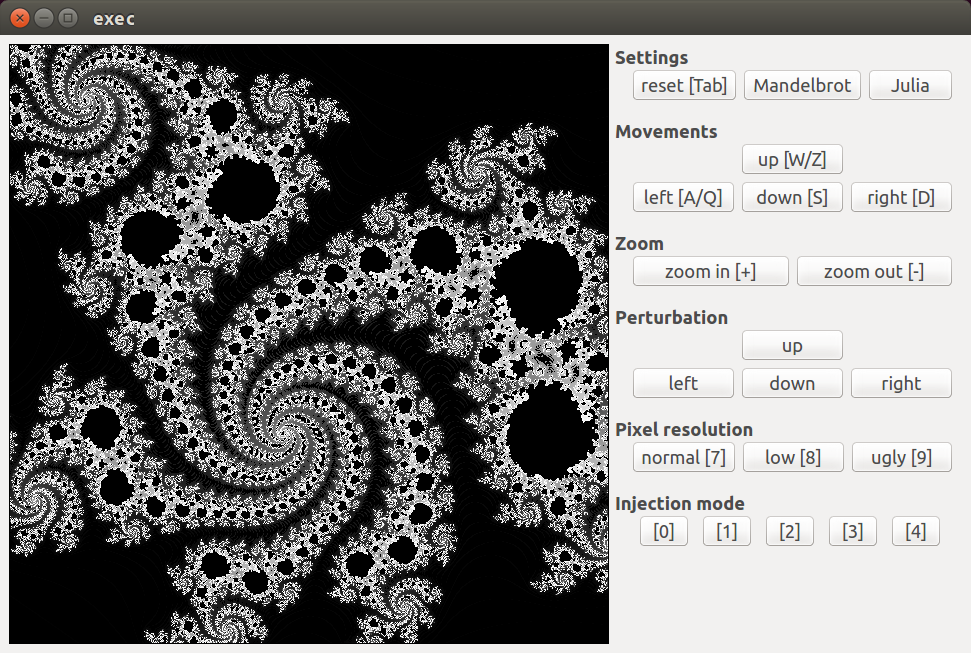 exec
Settings
reset [Tab] Mandelbrot Julia
Movements
up [W/Z]
left [A/Q] down [S] right [D]
Zoom
zoom in [+] zoom out [-]
Perturbation
up
left down right
Pixel resolution
normal [7] low [8] ugly [9]
Injection mode
[0] [1] [2] [3] [4]